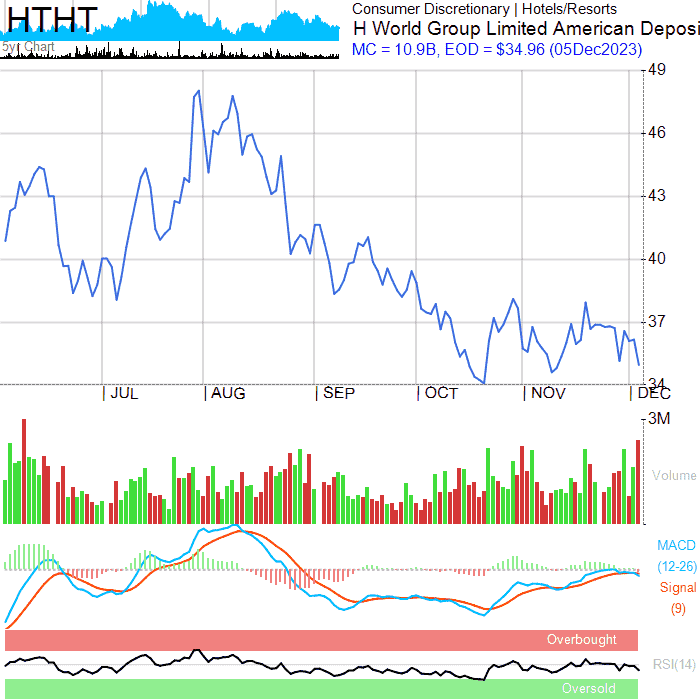 HTHT
5yr Chart
Consumer Discretionary | Hotels/Resorts
H World Group Limited American Deposi
MC = 10.9B, EOD = $34.96 (05Dec2023)
49
46
43
40
37
34
| JUL | AUG | SEP | OCT | NOV | DEC
3M
Volume
MACD
(12-26)
Signal
(9)
Overbought
RSI(14)
Oversold